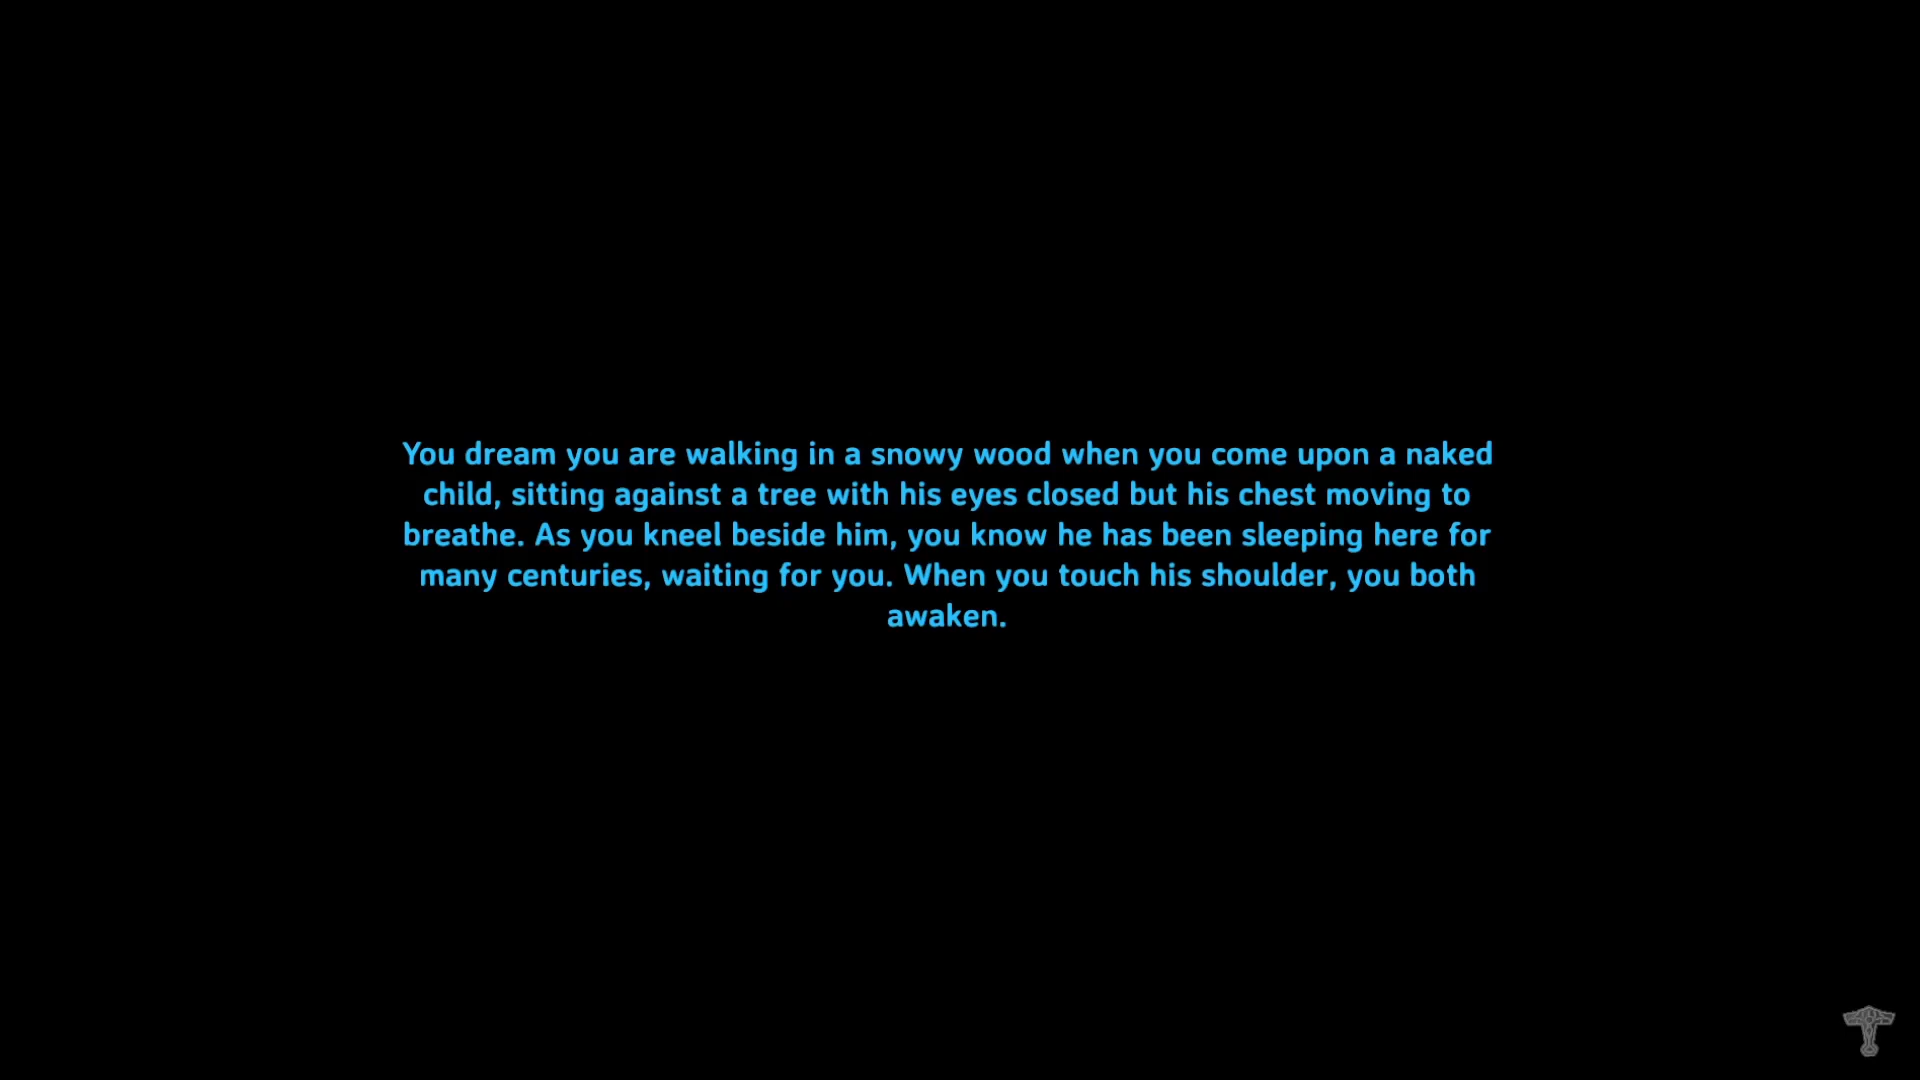 You dream you are walking in a snowy wood when you come upon a naked
child, sitting against a tree with his eyes closed but his chest moving to
breathe. As you kneel beside him, you know he has been sleeping here for
many centuries, waiting for you. When you touch his shoulder, you both
awaken.